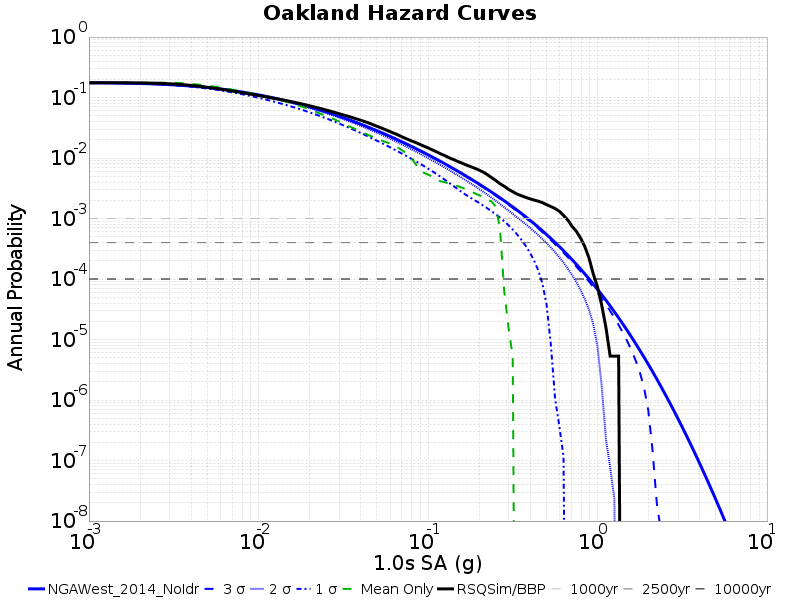 Oakland Hazard Curves
10^0
10^-1
10^-2
10^-3
10^-4
10^-5
10^-6
10^-7
10^-8
Annual Probability
10^-3 10^-2 10^-1 10^0 10^1
1.0s SA (g)
NGAWest_2014_NoIdr 3 σ 2 σ 1 σ Mean Only RSQSim/BBP 1000yr 2500yr 10000yr